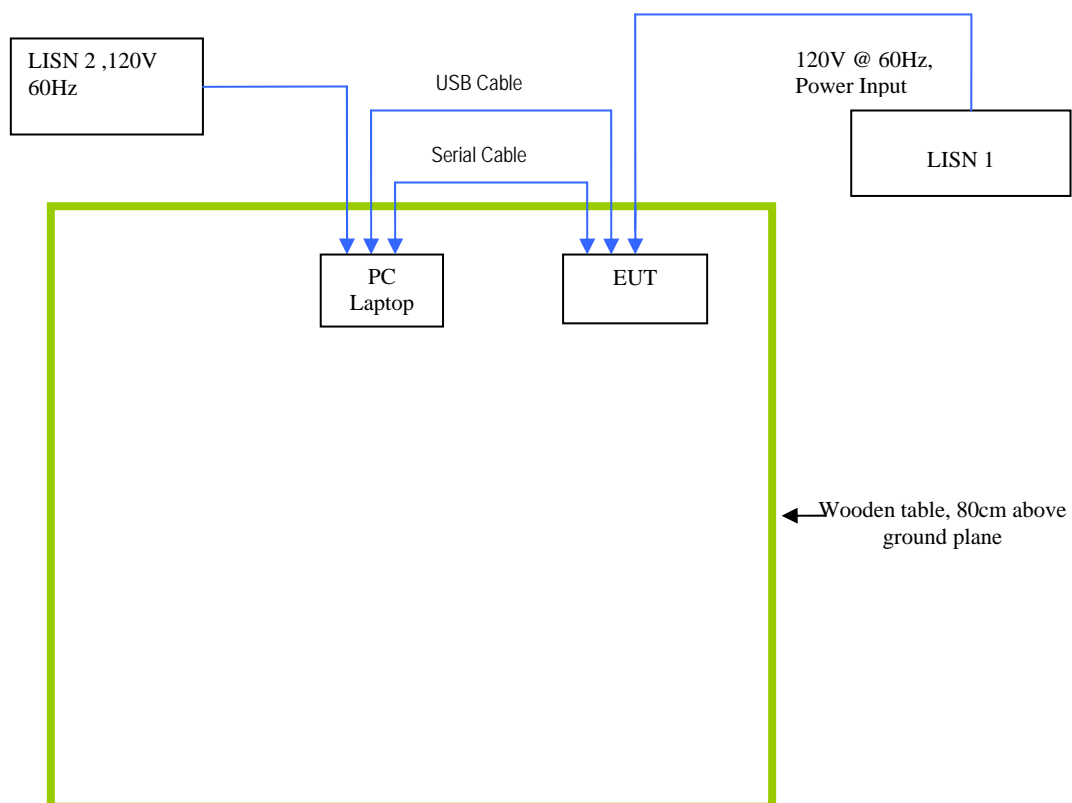 LISN 2 ,120V
60Hz
USB Cable
Serial Cable
120V @ 60Hz,
Power Input
LISN 1
PC
Laptop
EUT
Wooden table, 80cm above
ground plane